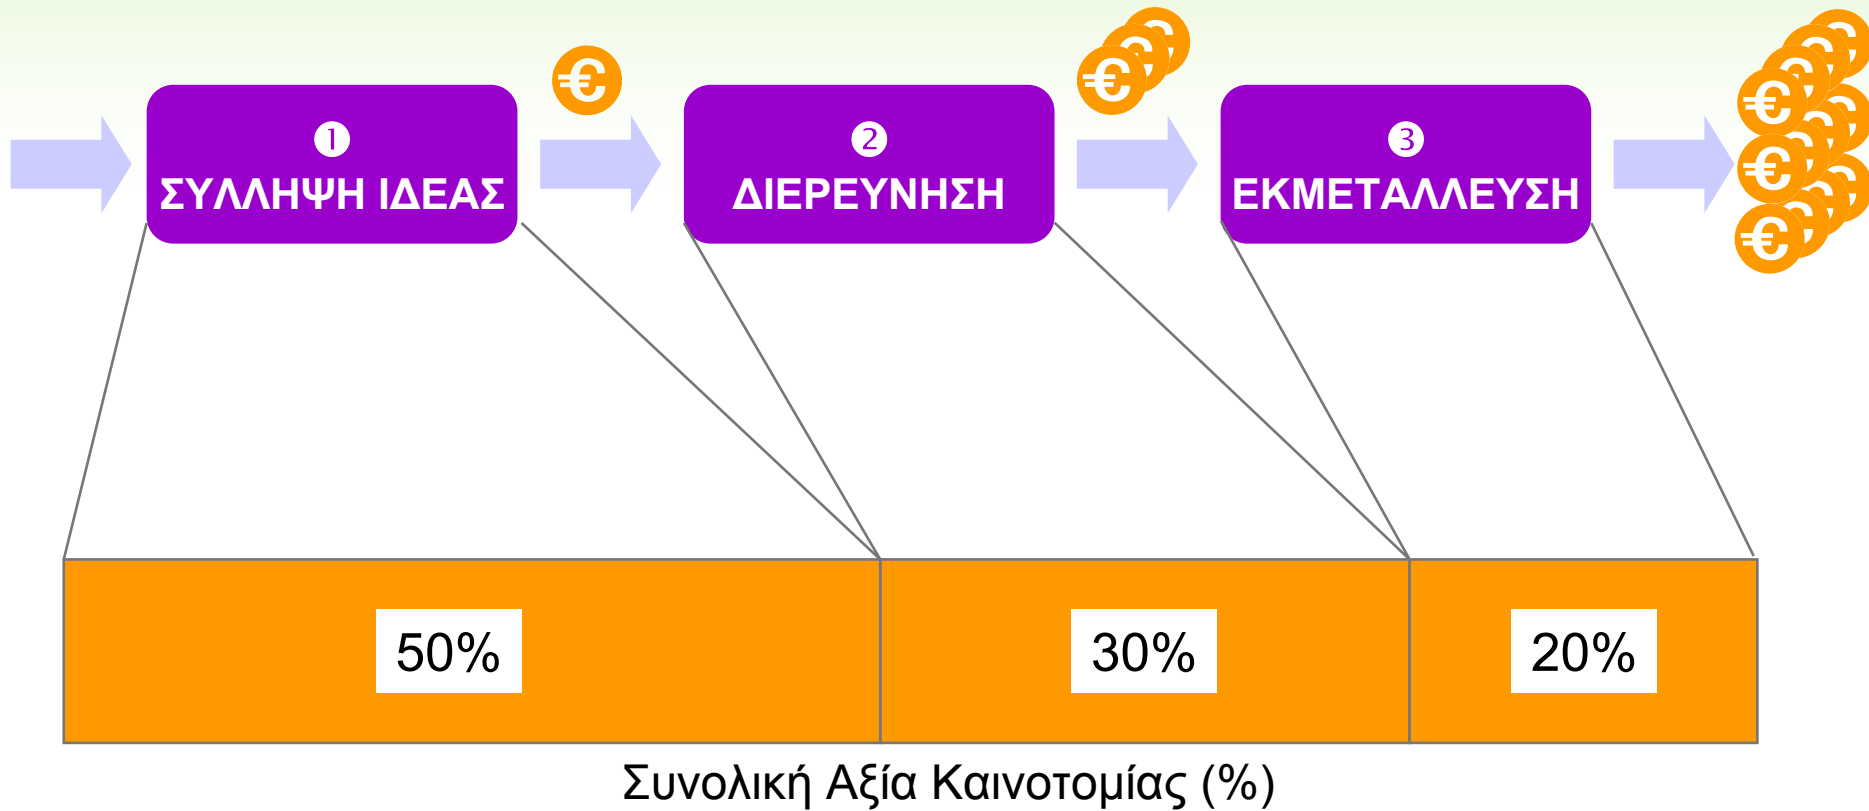 € € € €
❶ ❷ ❸
ΣΥΛΛΗΨΗ ΙΔΕΑΣ ΔΙΕΡΕΥΝΗΣΗ ΕΚΜΕΤΑΛΛΕΥΣΗ
€
€
50% 30% 20%
Συνολική Αξία Καινοτομίας (%)